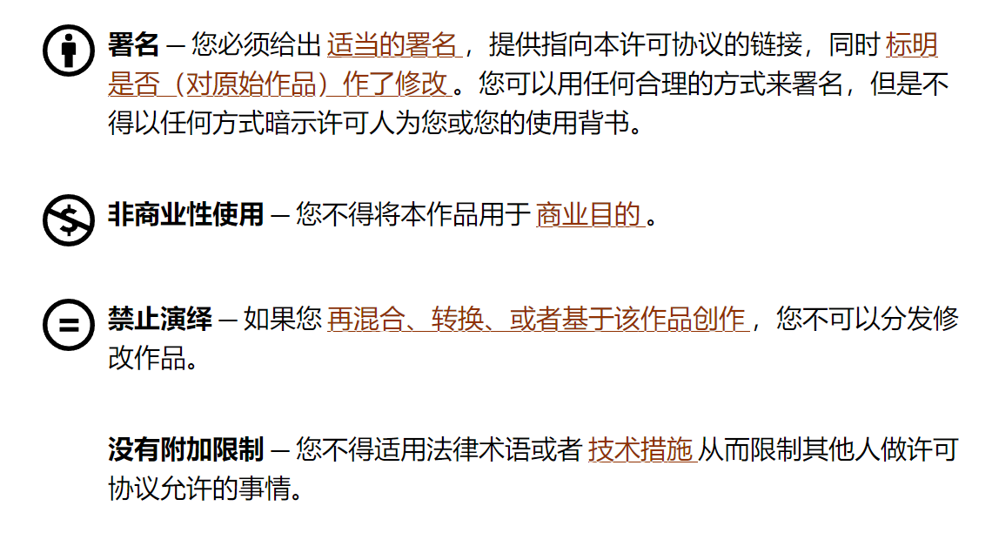 署名 — 您必须给出 适当的署名 ，提供指向本许可协议的链接，同时 标明
是否（对原始作品）作了修改 。您可以用任何合理的方式来署名，但是不
得以任何方式暗示许可人为您或您的使用背书。
非商业性使用 — 您不得将本作品用于 商业目的 。
禁止演绎 — 如果您 再混合、转换、或者基于该作品创作 ，您不可以分发修
改作品。
没有附加限制 — 您不得适用法律术语或者 技术措施 从而限制其他人做许可
协议允许的事情。